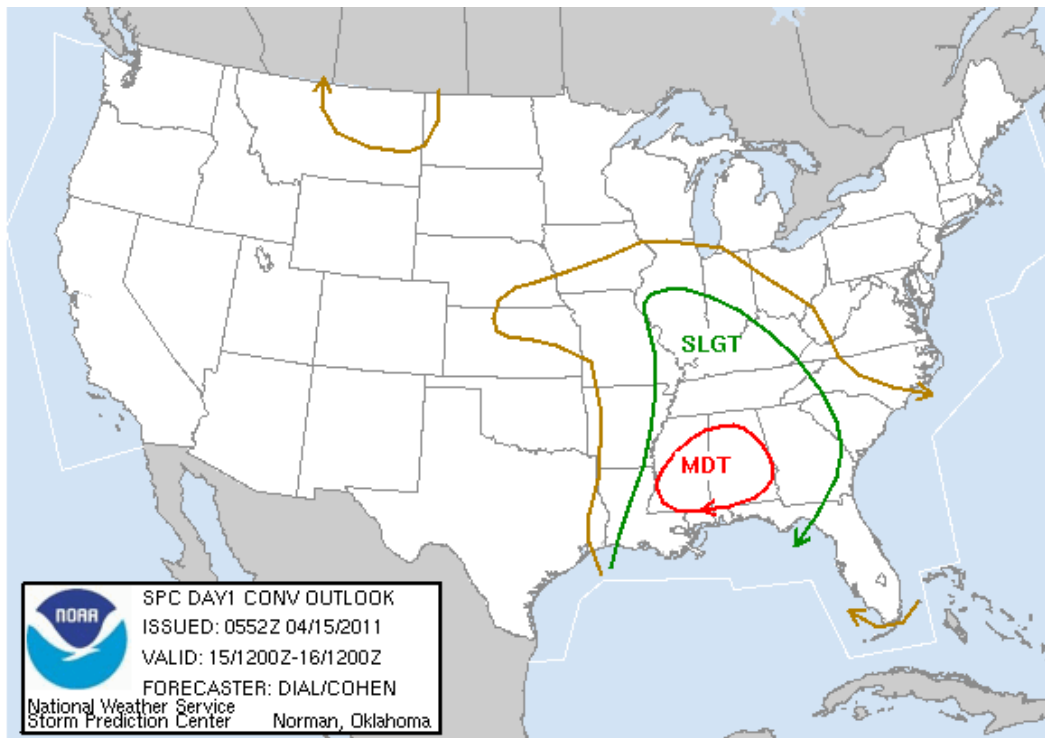 SLGT
MDT
NOAA
SPC DAY1 CONV OUTLOOK
ISSUED: 0552Z 04/15/2011
VALID: 15/1200Z-16/1200Z
FORECASTER: DIAL/COHEN
National Weather Service
Storm Prediction Center Norman, Oklahoma